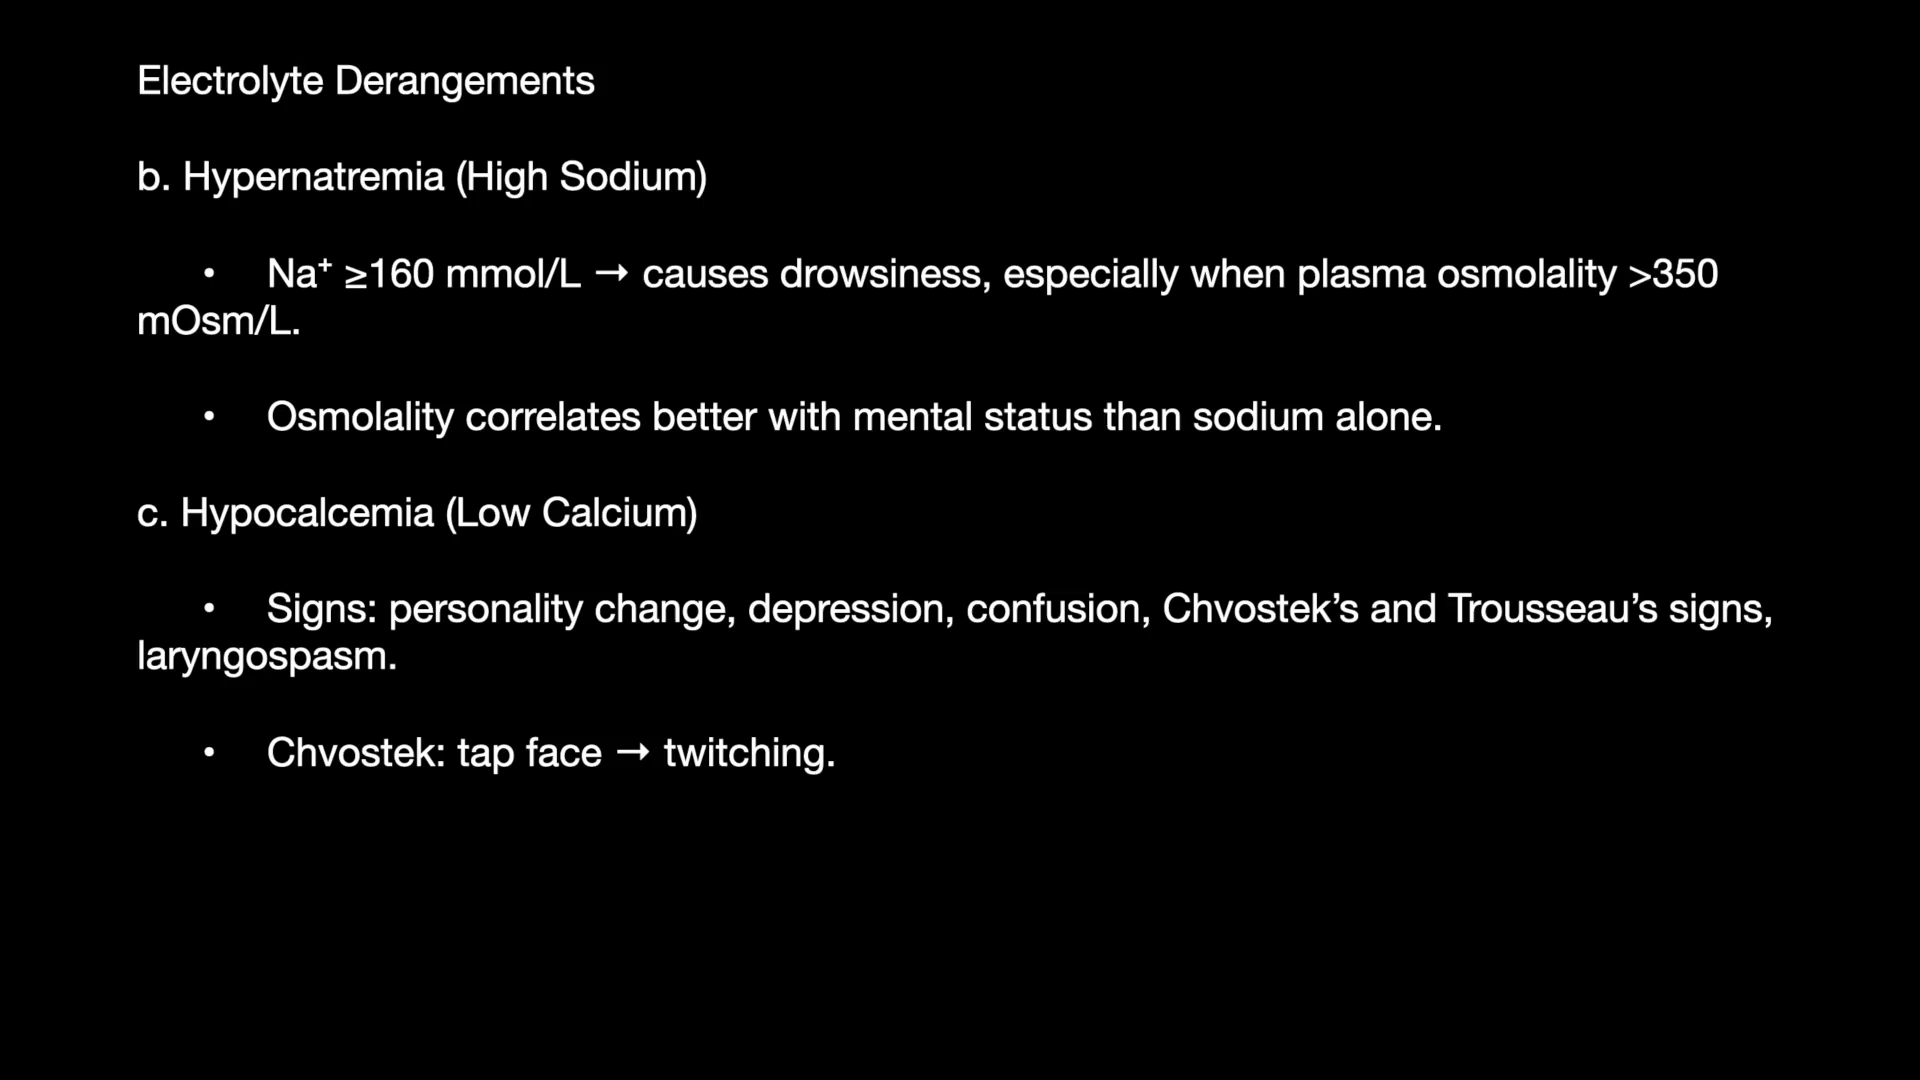 Electrolyte Derangements
b. Hypernatremia (High Sodium)
• Na⁺ ≥160 mmol/L → causes drowsiness, especially when plasma osmolality >350
mOsm/L.
• Osmolality correlates better with mental status than sodium alone.
c. Hypocalcemia (Low Calcium)
• Signs: personality change, depression, confusion, Chvostek’s and Trousseau’s signs,
laryngospasm.
• Chvostek: tap face → twitching.